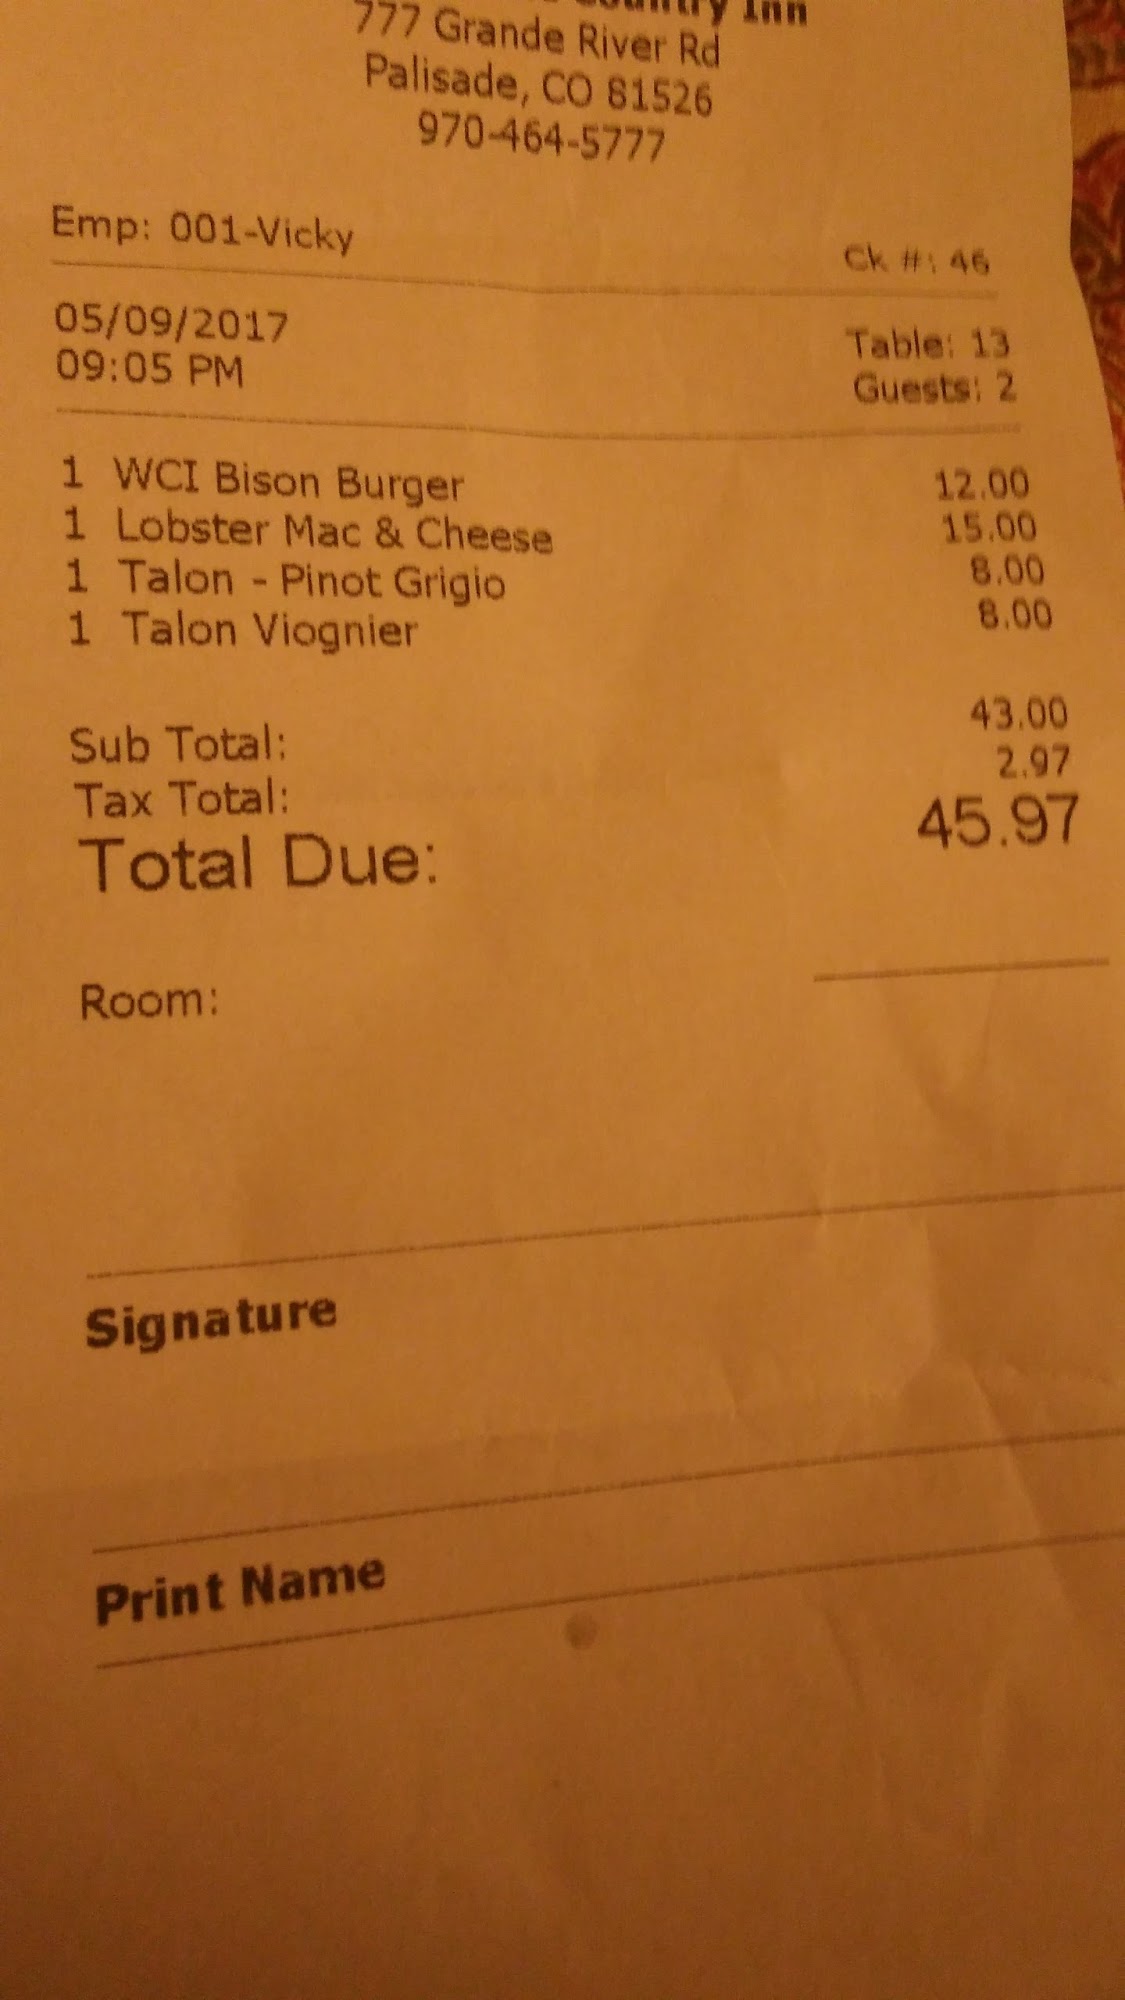 Country Inn
777 Grande River Rd
Palisade, CO 81526
970-464-5777
Emp: 001-Vicky Ck #: 46
05/09/2017 Table: 13
09:05 PM Guests: 2
1 WCI Bison Burger 12.00
1 Lobster Mac & Cheese 15.00
1 Talon - Pinot Grigio 8.00
1 Talon Viognier 8.00
Sub Total: 43.00
Tax Total: 2.97
Total Due: 45.97
Room:
Signature
Print Name